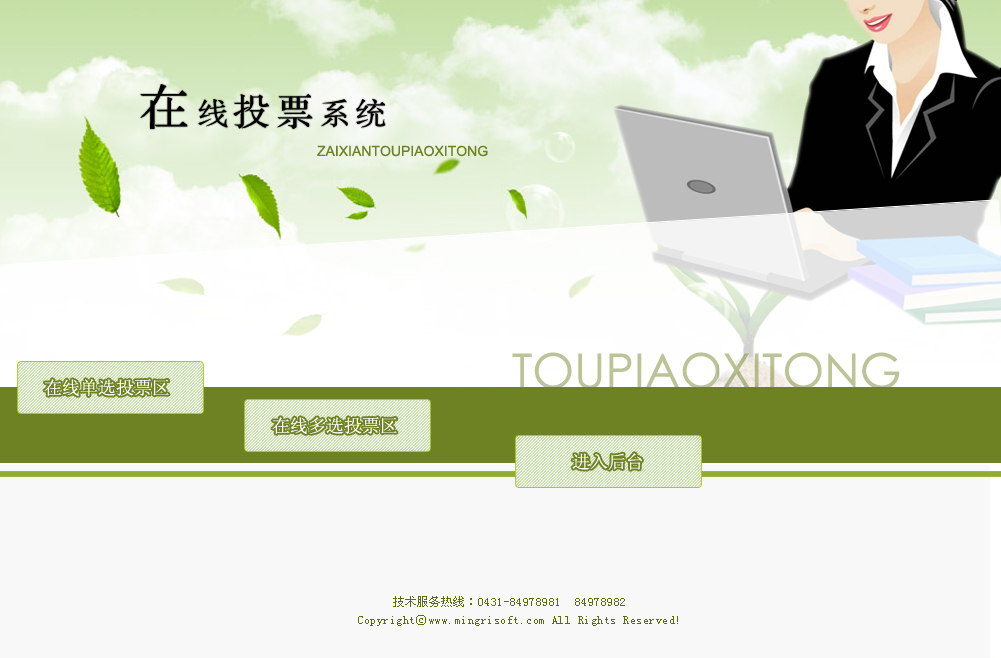 在线投票系统
ZAIXIANTOUPIAOXITONG
TOUPIAOXITONG
在线单选投票区
在线多选投票区
进入后台
技术服务热线：0431-84978981 84978982
Copyright©www.mingrisoft.com All Rights Reserved!